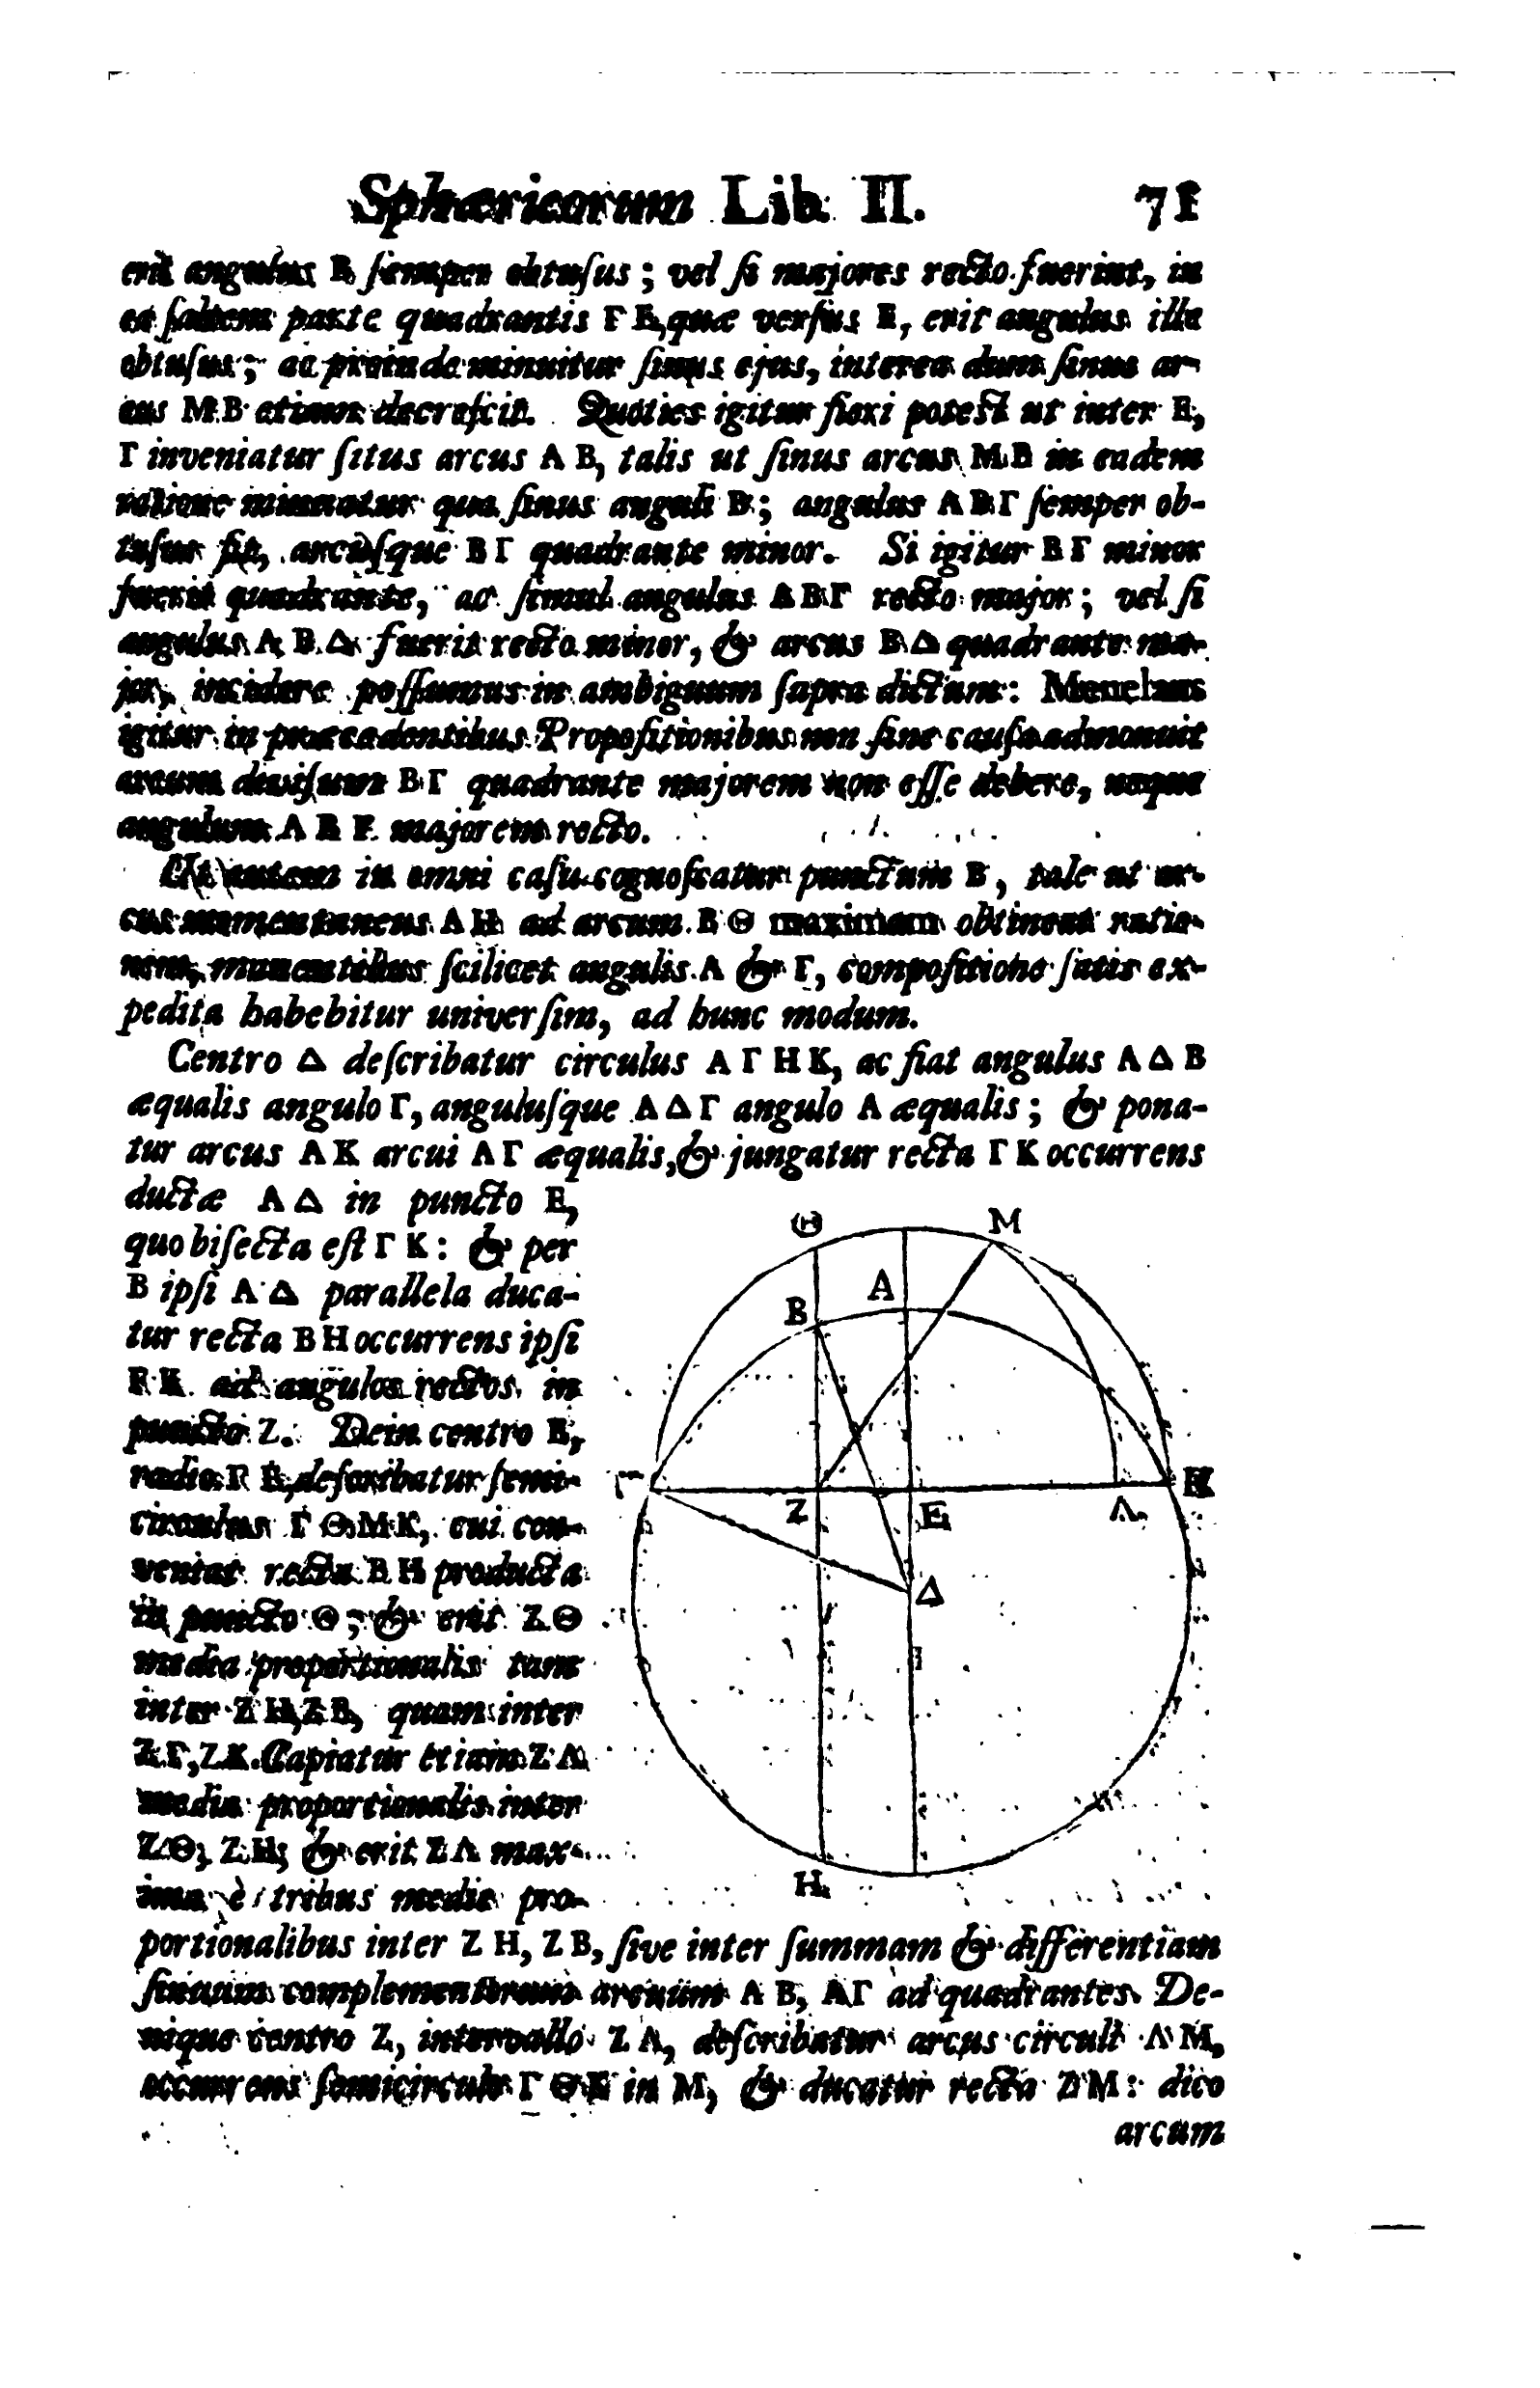 Sphæricorum Lib. II. 71
erit angulus B semper obtusus; vel si majores recto fuerint, in
ea saltem parte quadrantis Γ E, quæ versus E, erit angulus ille
obtusus; ac proinde minuitur sinus ejus, interea dum sinus ar-
cus M B etiam decrescit. Quoties igitur fieri potest ut inter E,
Γ inveniatur situs arcus A B, talis ut sinus arcus M B in eadem
ratione minuatur qua sinus anguli B; angulus A B Γ semper ob-
tusus fit, arcusque B Γ quadrante minor. Si igitur B Γ minor
fuerit quadrante, ac simul angulus A B Γ recto major; vel si
angulus A B Δ fuerit recto minor, & arcus B Δ quadrante ma-
jor, incidere possumus in ambiguum supra dictum: Menelaus
igitur in præcedentibus Propositionibus non sine causa admonuit
arcum divisum B Γ quadrante majorem non esse debere, neque
angulum A B Γ majorem recto.
Ut autem in omni casu cognoscatur punctum B, tale ut ar-
cus momentaneus A H ad arcum B Θ maximam obtineat ratio-
nem, manentibus scilicet angulis A & Γ, compositione satis ex-
pedita habebitur universim, ad hunc modum.
Centro Δ describatur circulus A Γ H K, ac fiat angulus A Δ B
æqualis angulo Γ, angulusque A Δ Γ angulo A æqualis; & pona-
tur arcus A K arcui A Γ æqualis, & jungatur recta Γ K occurrens
ductæ A Δ in puncto E,
quo bisecta est Γ K: & per
B ipsi A Δ parallela duca-
tur recta B H occurrens ipsi
Γ K ad angulos rectos in
puncto Z. Dein centro E,
radio Γ E, describatur semi-
circulus Γ Θ M K, cui con-
veniat recta B H producta
in puncto Θ; & erit Z Θ
media proportionalis tam
inter Z H, Z B, quam inter
Z Γ, Z K. Capiatur etiam Z Λ
media proportionalis inter
Z Θ, Z H; & erit Z Λ max-
ima è tribus mediis pro-
portionalibus inter Z H, Z B, sive inter summam & differentiam
sinuum complementorum arcuum A B, A Γ ad quadrantes. De-
nique centro Z, intervallo Z Λ, describatur arcus circuli Λ M,
occurrens semicirculo Γ Θ K in M, & ducatur recta Z M: dico
arcum
Θ M
A
B
Γ K
Z E Λ
Δ
H